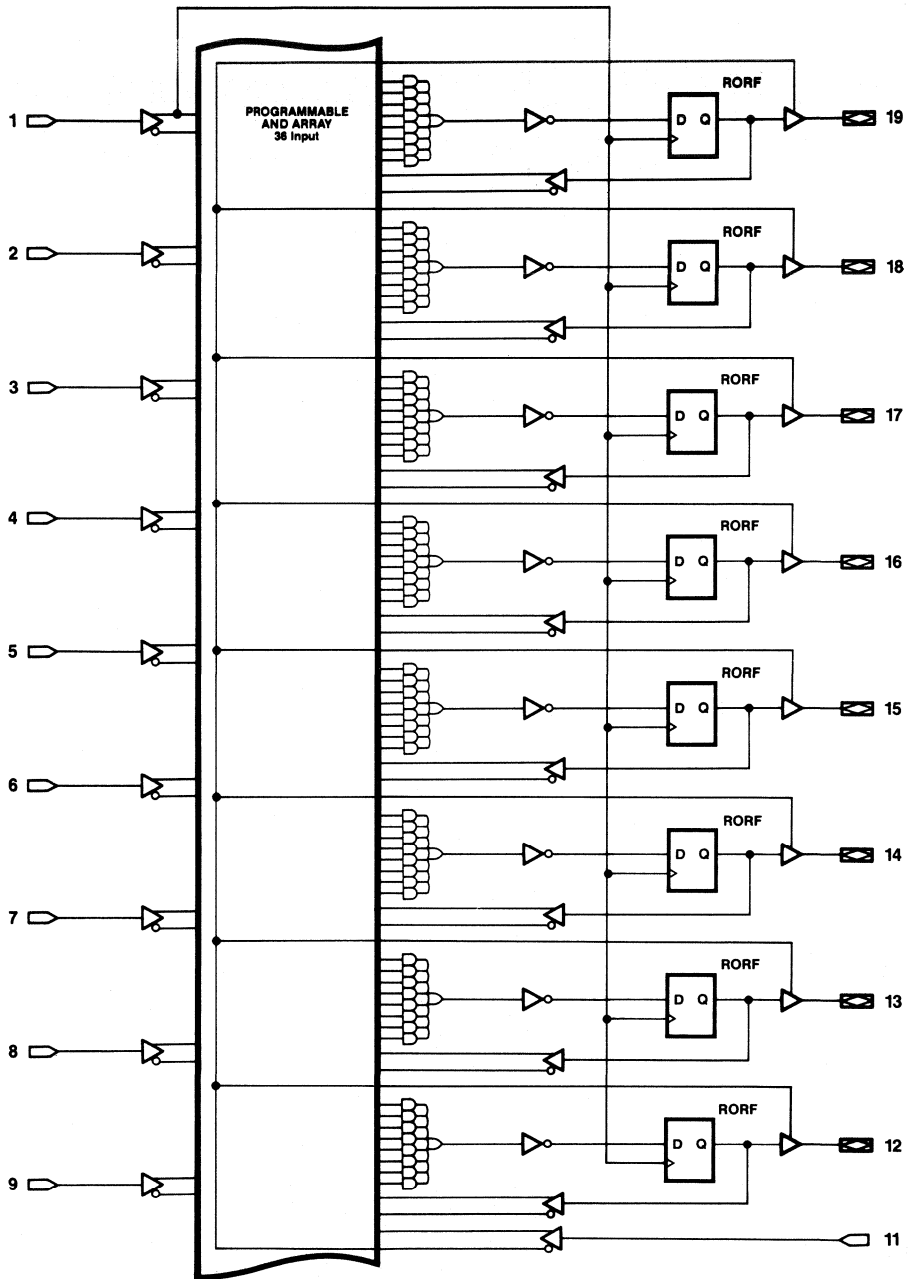 PROGRAMMABLE
AND ARRAY
36 Input
1
RORF
D Q
19
2
RORF
D Q
18
3
RORF
D Q
17
4
RORF
D Q
16
5
RORF
D Q
15
6
RORF
D Q
14
7
RORF
D Q
13
8
RORF
D Q
12
9
11